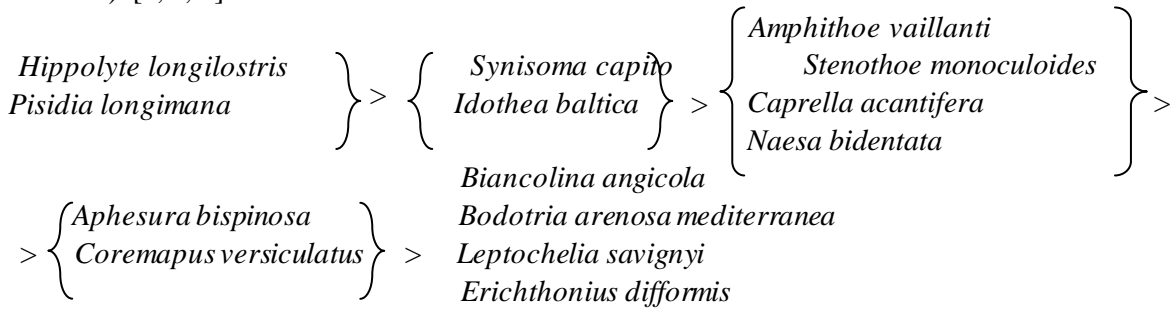 Hippolyte longilostris
Pisidia longimana
} > {
Synisoma capito
Idothea baltica
} > {
Amphithoe vaillanti
Stenothoe monoculoides
Caprella acantifera
Naesa bidentata
} >
> {
Aphesura bispinosa
Coremapus versiculatus
} >
Biancolina angicola
Bodotria arenosa mediterranea
Leptochelia savignyi
Erichthonius difformis